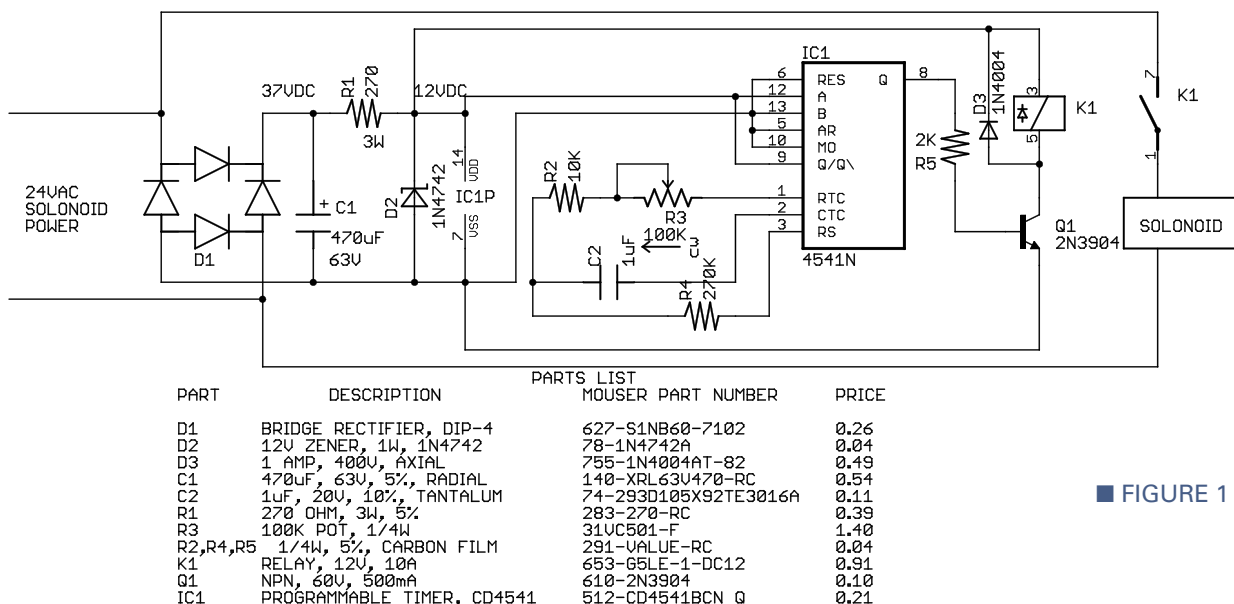 IC1
6 RES Q 8
12 A
13 B
5 AR
10 MO
9 Q/Q\
1 RTC
2 CTC
3 RS
4541N
37VDC
R1
270
3W
12VDC
24VAC
SOLONOID
POWER
D1
+ C1
470uF
63V
D2
1N4742
14
VDD
IC1P
VSS
7
R2
10K
R3
100K
CW
C2
1uF
R4
270K
2K
R5
D3
1N4004
3
K1
5
Q1
2N3904
7
K1
1
SOLONOID
PARTS LIST
PART DESCRIPTION MOUSER PART NUMBER PRICE
D1 BRIDGE RECTIFIER, DIP-4 627-S1NB60-7102 0.26
D2 12V ZENER, 1W, 1N4742 78-1N4742A 0.04
D3 1 AMP, 400V, AXIAL 755-1N4004AT-82 0.49
C1 470uF, 63V, 5%, RADIAL 140-XRL63V470-RC 0.54
C2 1uF, 20V, 10%, TANTALUM 74-293D105X92TE3016A 0.11
R1 270 OHM, 3W, 5% 283-270-RC 0.39
R3 100K POT, 1/4W 31VC501-F 1.40
R2,R4,R5 1/4W, 5%, CARBON FILM 291-VALUE-RC 0.04
K1 RELAY, 12V, 10A 653-G5LE-1-DC12 0.91
Q1 NPN, 60V, 500mA 610-2N3904 0.10
IC1 PROGRAMMABLE TIMER, CD4541 512-CD4541BCN Q 0.21
■ FIGURE 1